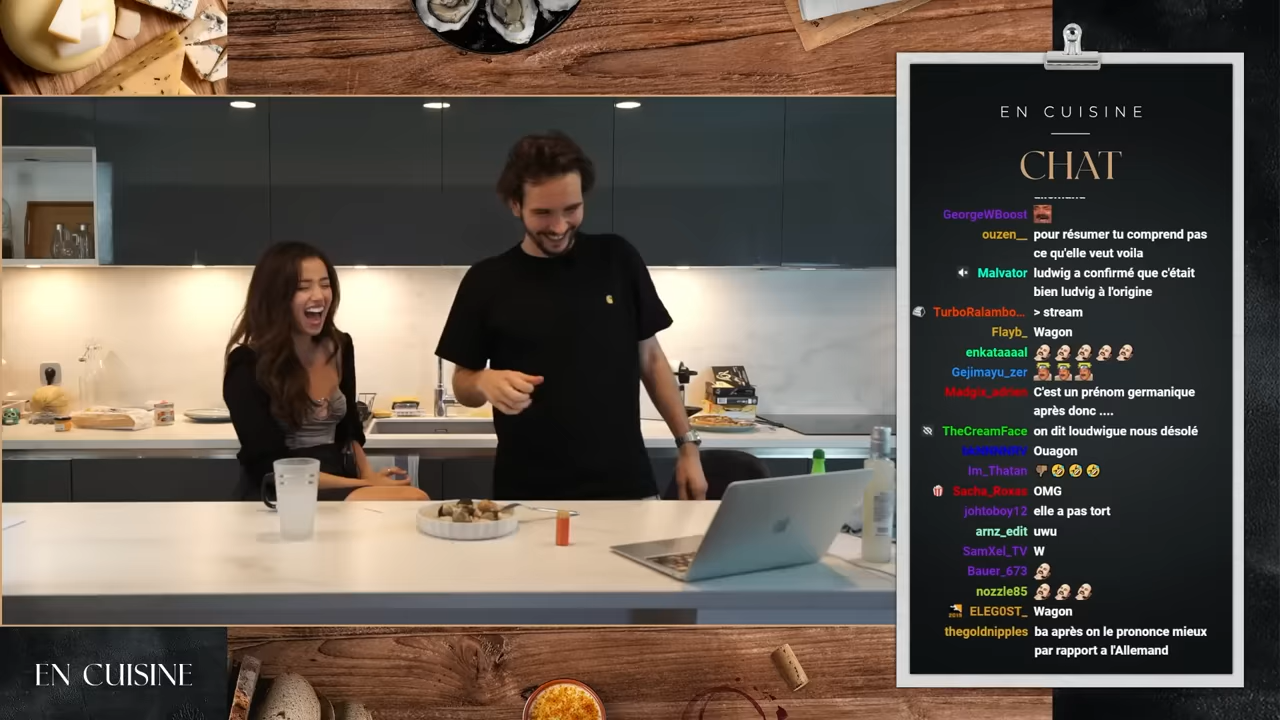 EN CUISINE
CHAT
GeorgeWBoost
ouzen__ pour résumer tu comprend pas
ce qu'elle veut voila
Malvator ludwig a confirmé que c'était
bien ludvig à l'origine
TurboRalambo... > stream
Flayb_ Wagon
enkataaaal
Gejimayu_zer
Madgix_adrien C'est un prénom germanique
après donc ....
TheCreamFace on dit loudwigue nous désolé
Ouagon
Im_Thatan
Sacha_Roxas OMG
johtoboy12 elle a pas tort
arnz_edit uwu
SamXel_TV W
Bauer_673
nozzle85
ELEG0ST_ Wagon
thegoldnipples ba après on le prononce mieux
par rapport a l'Allemand
EN CUISINE